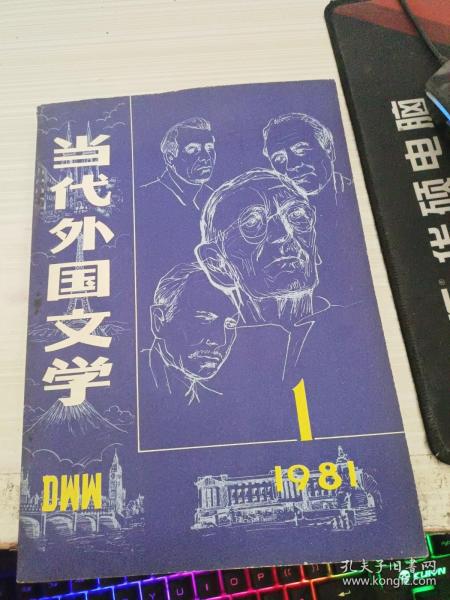 当代外国文学
1
1981
DWW
华硕电脑
Y U I O P
孔夫子旧书网
www.kongfz.com